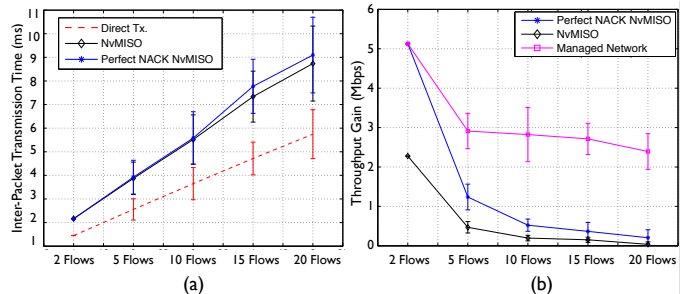 11
10
9
8
7
6
5
4
3
2
1
Inter-Packet Transmission Time (ms)
Direct Tx.
NvMISO
Perfect NACK NvMISO
2 Flows
5 Flows
10 Flows
15 Flows
20 Flows
(a)
6
5
4
3
2
1
0
Throughput Gain (Mbps)
Perfect NACK NvMISO
NvMISO
Managed Network
2 Flows
5 Flows
10 Flows
15 Flows
20 Flows
(b)